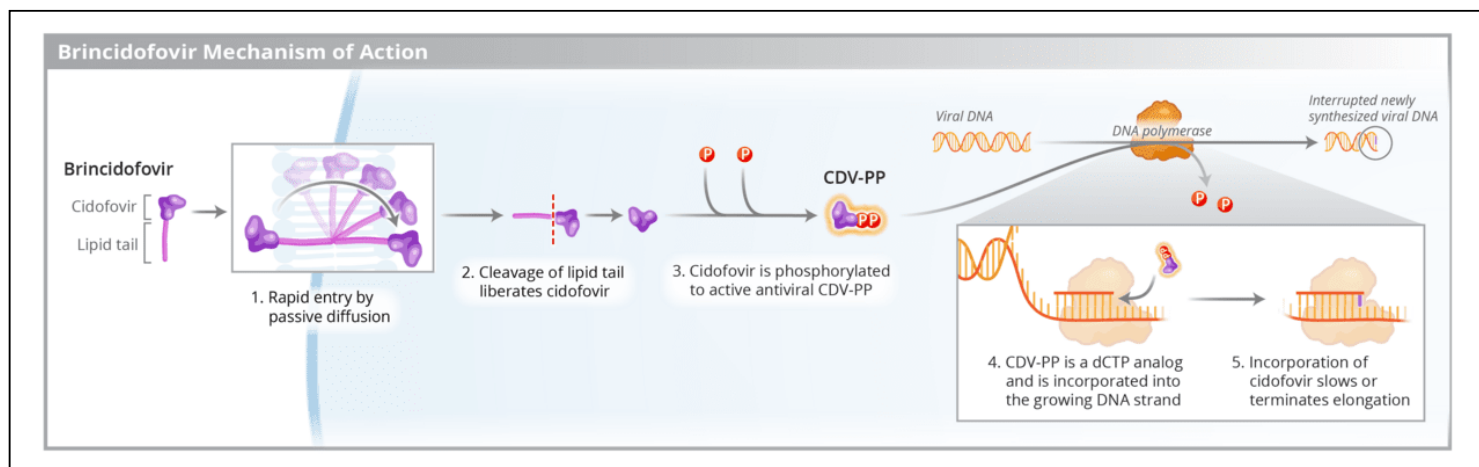 Brincidofovir Mechanism of Action
Brincidofovir
Cidofovir
Lipid tail
1. Rapid entry by
passive diffusion
2. Cleavage of lipid tail
liberates cidofovir
P
P
3. Cidofovir is phosphorylated
to active antiviral CDV-PP
CDV-PP
PP
Viral DNA
DNA polymerase
Interrupted newly
synthesized viral DNA
P
P
4. CDV-PP is a dCTP analog
and is incorporated into
the growing DNA strand
5. Incorporation of
cidofovir slows or
terminates elongation